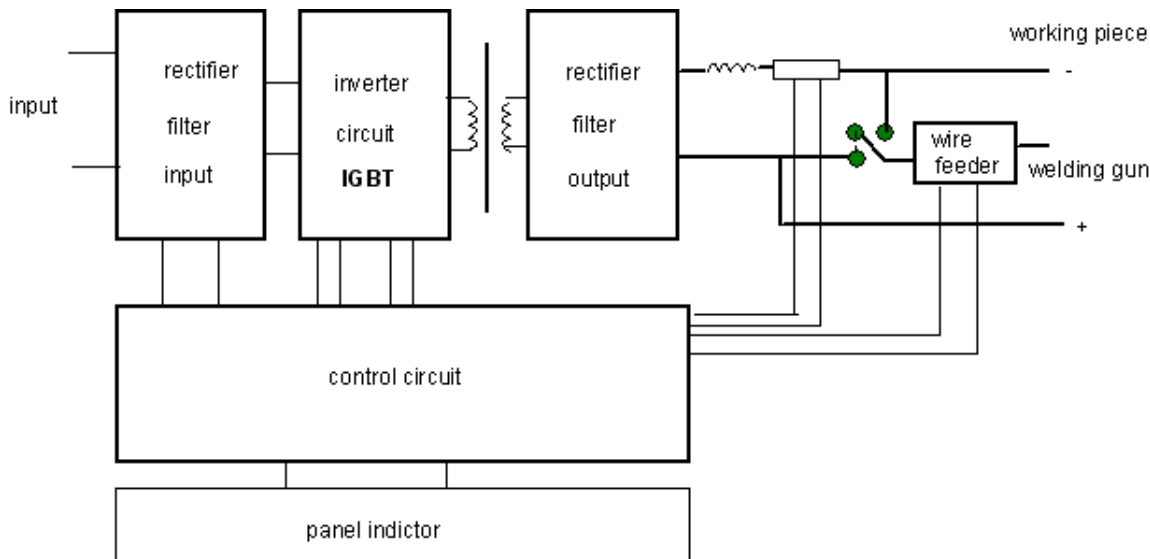 input
rectifier
filter
input
inverter
circuit
IGBT
rectifier
filter
output
working piece
-
wire
feeder
welding gun
+
control circuit
panel indictor